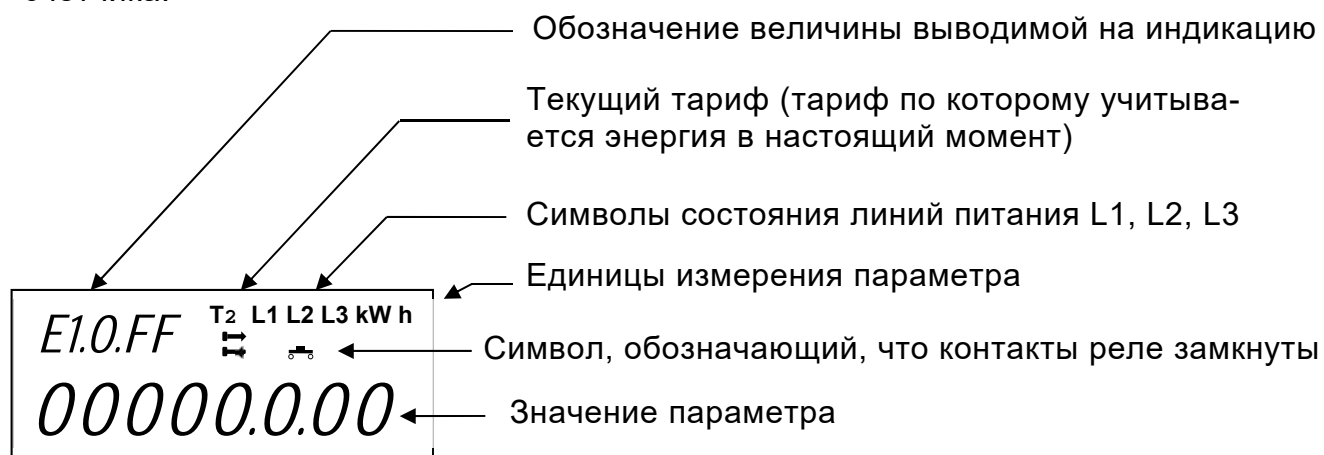 Обозначение величины выводимой на индикацию
Текущий тариф (тариф по которому учитыва-
ется энергия в настоящий момент)
Символы состояния линий питания L1, L2, L3
Единицы измерения параметра
E1.0.FF T2 L1 L2 L3 kW h
Символ, обозначающий, что контакты реле замкнуты
00000.0.00
Значение параметра